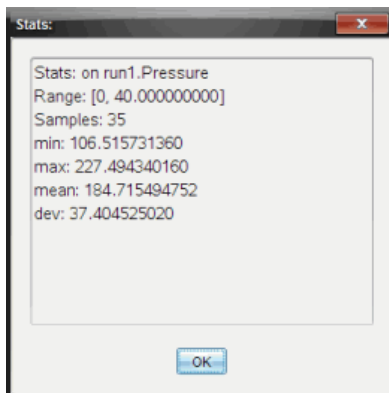 Stats:
Stats: on run1.Pressure
Range: [0, 40.000000000]
Samples: 35
min: 106.515731360
max: 227.494340160
mean: 184.715494752
dev: 37.404525020
OK